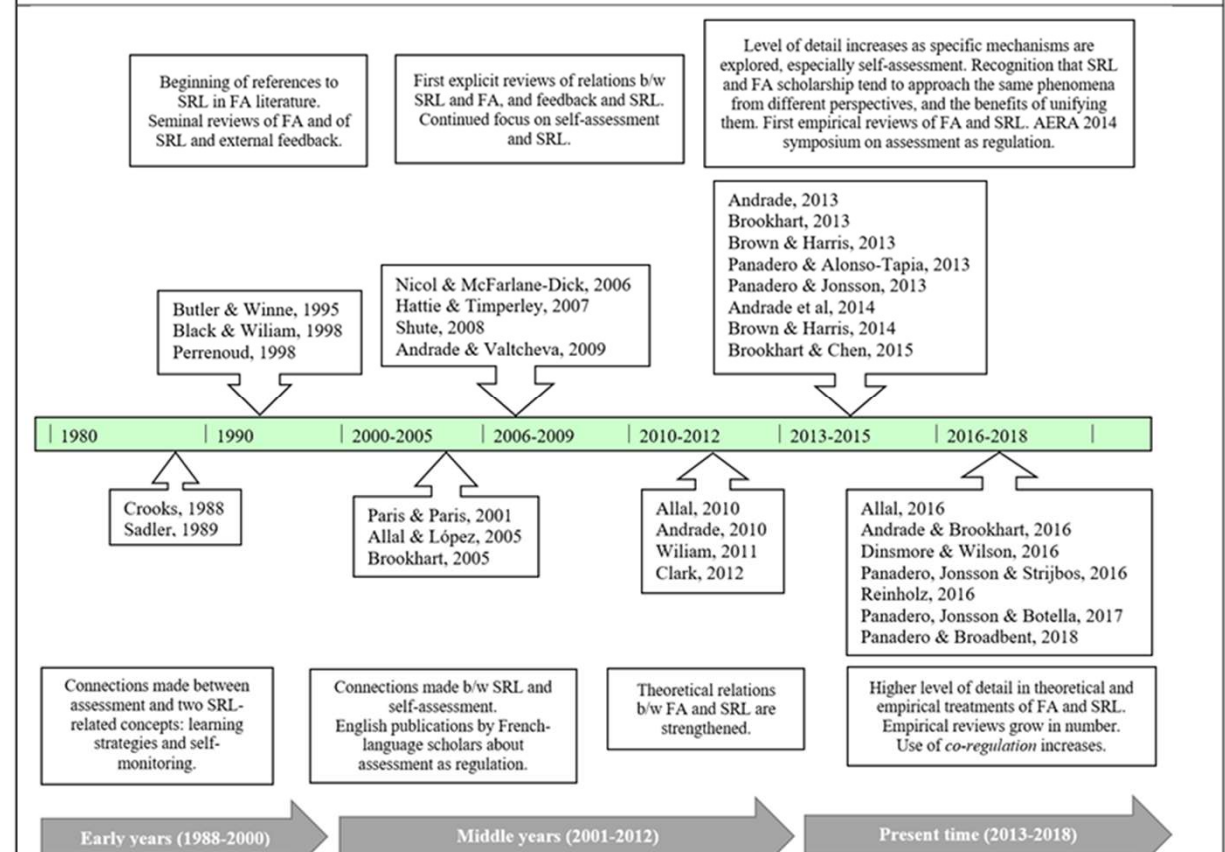 Beginning of references to
SRL in FA literature.
Seminal reviews of FA and of
SRL and external feedback.
First explicit reviews of relations b/w
SRL and FA, and feedback and SRL.
Continued focus on self-assessment
and SRL.
Level of detail increases as specific mechanisms are
explored, especially self-assessment. Recognition that SRL
and FA scholarship tend to approach the same phenomena
from different perspectives, and the benefits of unifying
them. First empirical reviews of FA and SRL. AERA 2014
symposium on assessment as regulation.
Butler & Winne, 1995
Black & Wiliam, 1998
Perrenoud, 1998
Nicol & McFarlane-Dick, 2006
Hattie & Timperley, 2007
Shute, 2008
Andrade & Valtcheva, 2009
Andrade, 2013
Brookhart, 2013
Brown & Harris, 2013
Panadero & Alonso-Tapia, 2013
Panadero & Jonsson, 2013
Andrade et al, 2014
Brown & Harris, 2014
Brookhart & Chen, 2015
1980
1990
2000-2005
2006-2009
2010-2012
2013-2015
2016-2018
Crooks, 1988
Sadler, 1989
Paris & Paris, 2001
Allal & López, 2005
Brookhart, 2005
Allal, 2010
Andrade, 2010
Wiliam, 2011
Clark, 2012
Allal, 2016
Andrade & Brookhart, 2016
Dinsmore & Wilson, 2016
Panadero, Jonsson & Strijbos, 2016
Reinholz, 2016
Panadero, Jonsson & Botella, 2017
Panadero & Broadbent, 2018
Connections made between
assessment and two SRL-
related concepts: learning
strategies and self-
monitoring.
Connections made b/w SRL and
self-assessment.
English publications by French-
language scholars about
assessment as regulation.
Theoretical relations
b/w FA and SRL are
strengthened.
Higher level of detail in theoretical and
empirical treatments of FA and SRL.
Empirical reviews grow in number.
Use of co-regulation increases.
Early years (1988-2000)
Middle years (2001-2012)
Present time (2013-2018)